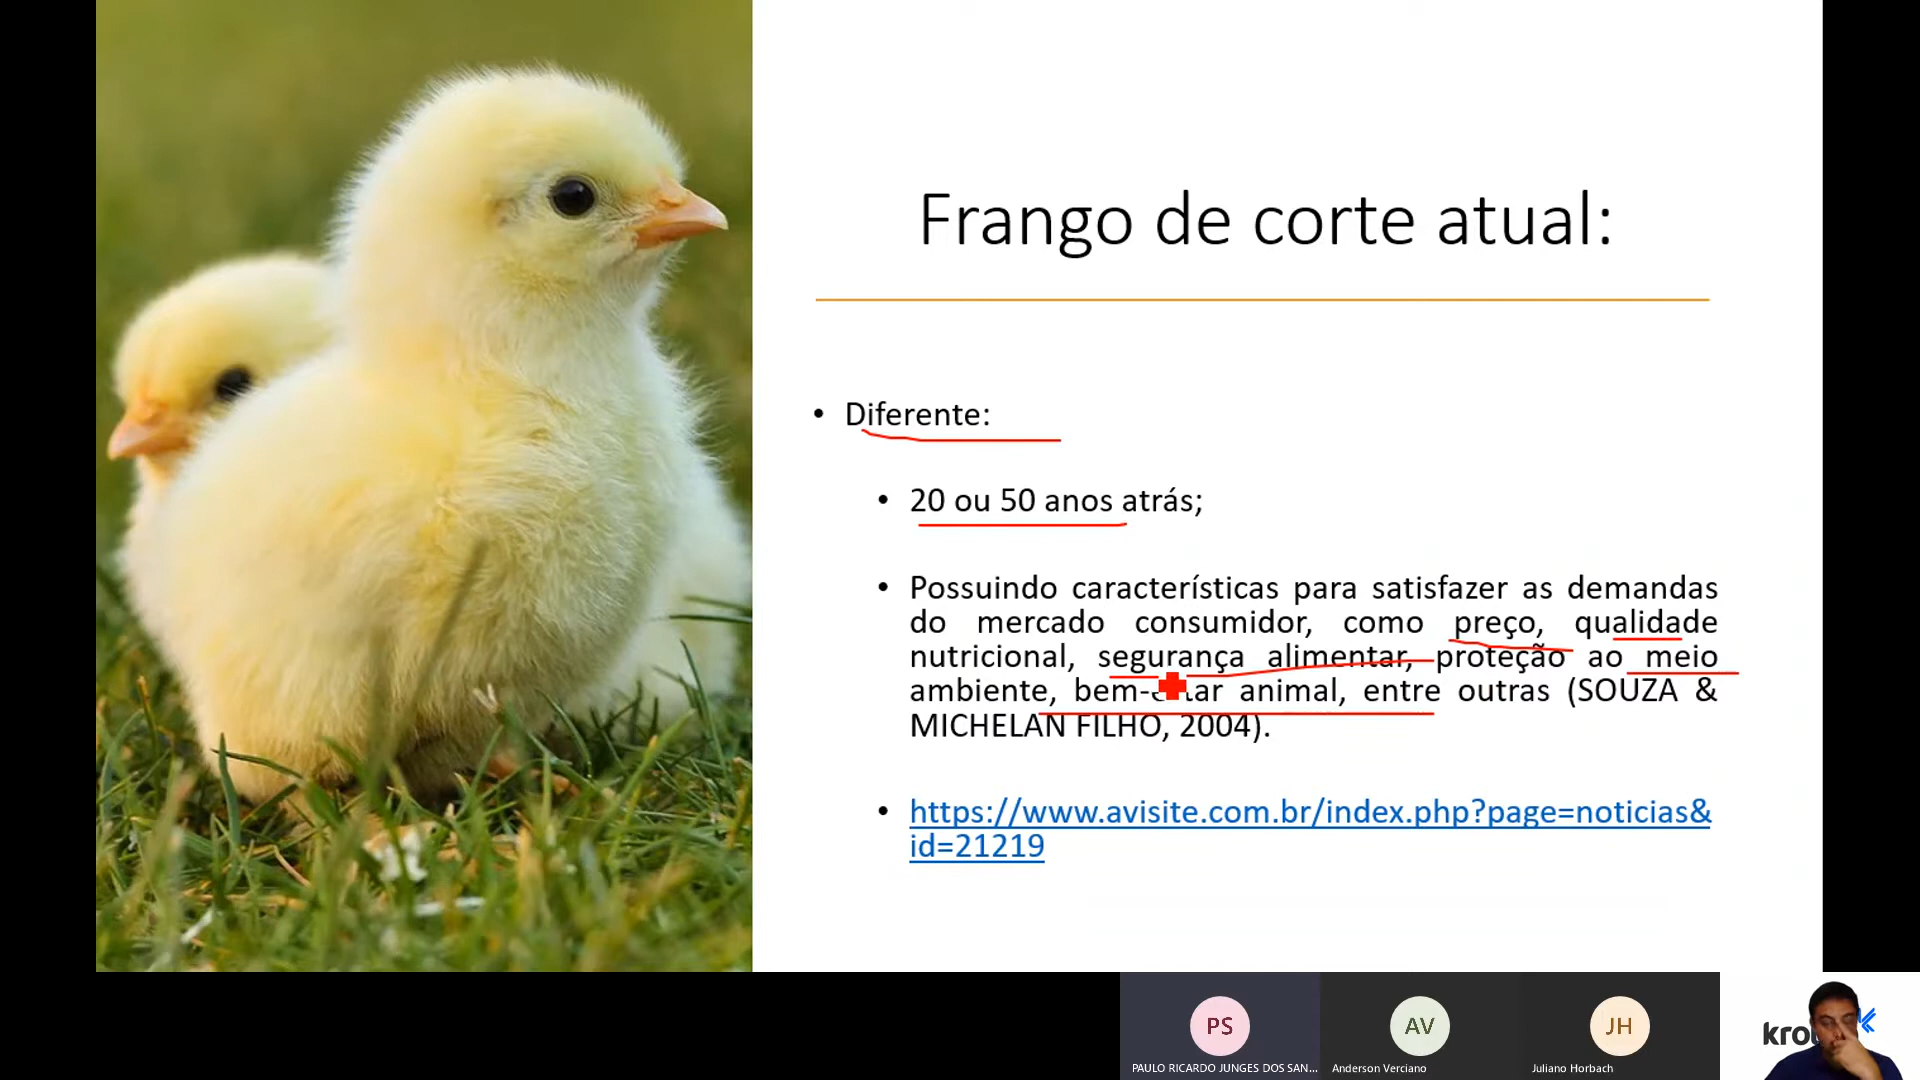 Frango de corte atual:
• Diferente:
• 20 ou 50 anos atrás;
• Possuindo características para satisfazer as demandas
do mercado consumidor, como preço, qualidade
nutricional, segurança alimentar, proteção ao meio
ambiente, bem-estar animal, entre outras (SOUZA &
MICHELAN FILHO, 2004).
• https://www.avisite.com.br/index.php?page=noticias&
id=21219
PS
AV
JH
PAULO RICARDO JUNGES DOS SAN...
Anderson Verciano
Juliano Horbach